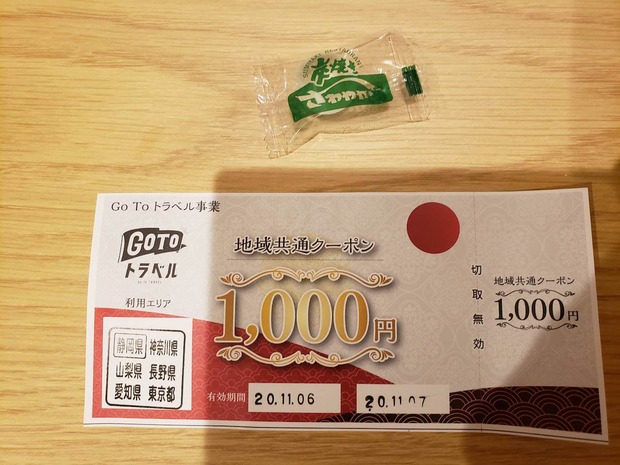 炭焼き
さわやか
Go To トラベル事業
GOTO
トラベル
利用エリア
静岡県 神奈川県
山梨県 長野県
愛知県 東京都
地域共通クーポン
1,000円
有効期間 20.11.06 20.11.07
切取無効
地域共通クーポン
1,000円